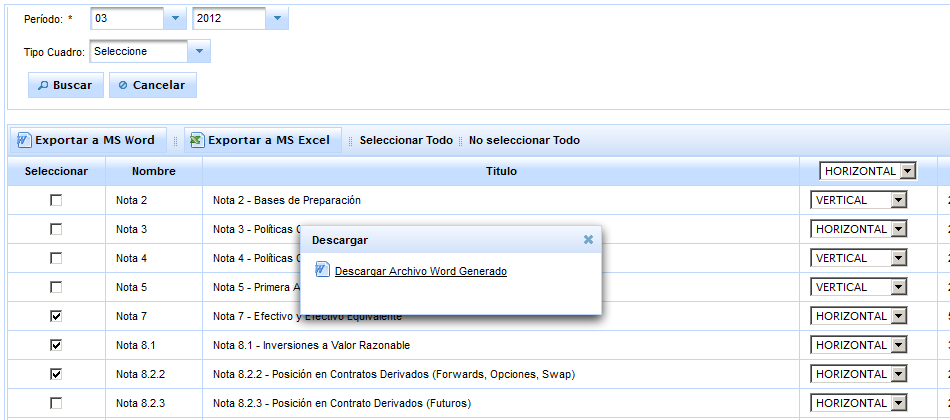 Período: * 03 2012
Tipo Cuadro: Seleccione
Buscar Cancelar
Exportar a MS Word Exportar a MS Excel Seleccionar Todo No seleccionar Todo
Seleccionar Nombre Titulo HORIZONTAL
Nota 2 Nota 2 - Bases de Preparación VERTICAL
Nota 3 Nota 3 - Políticas HORIZONTAL
Nota 4 Nota 4 - Políticas VERTICAL
Nota 5 Nota 5 - Primera VERTICAL
Descargar
Descargar Archivo Word Generado
Nota 7 Nota 7 - Efectivo y Efectivo Equivalente HORIZONTAL
Nota 8.1 Nota 8.1 - Inversiones a Valor Razonable HORIZONTAL
Nota 8.2.2 Nota 8.2.2 - Posición en Contratos Derivados (Forwards, Opciones, Swap) HORIZONTAL
Nota 8.2.3 Nota 8.2.3 - Posición en Contrato Derivados (Futuros) HORIZONTAL